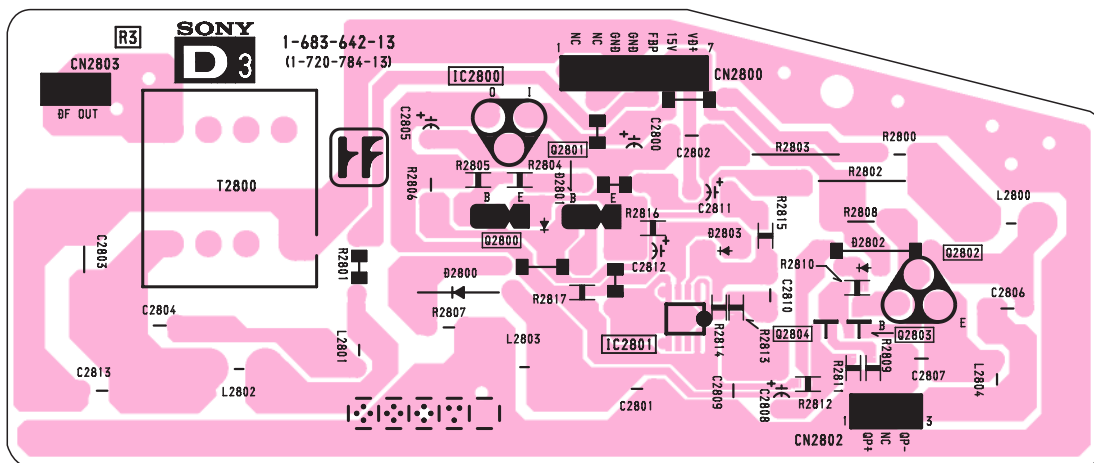 R3
SONY
D 3
1-683-642-13
(1-720-784-13)
CN2803
DF OUT
T2800
IC2800
O I
1 NC NC GND GND FBP 15V VD+ 7
CN2800
C2805
Q2801
C2800
C2802
R2803
R2800
R2802
R2805
R2804
D2801
R2806
B E
B E
Q2800
R2816
C2811
C2812
D2803
R2815
R2808
L2800
D2802
Q2802
R2810
C2803
R2801
D2800
R2817
R2807
C2810
C2806
C2804
L2801
L2803
IC2801
R2814
R2813
Q2804
B
Q2803
E
R2809
C2813
L2802
C2801
C2809
C2808
R2812
R2811
C2807
L2804
1 3
CN2802
QP+ NC QP-